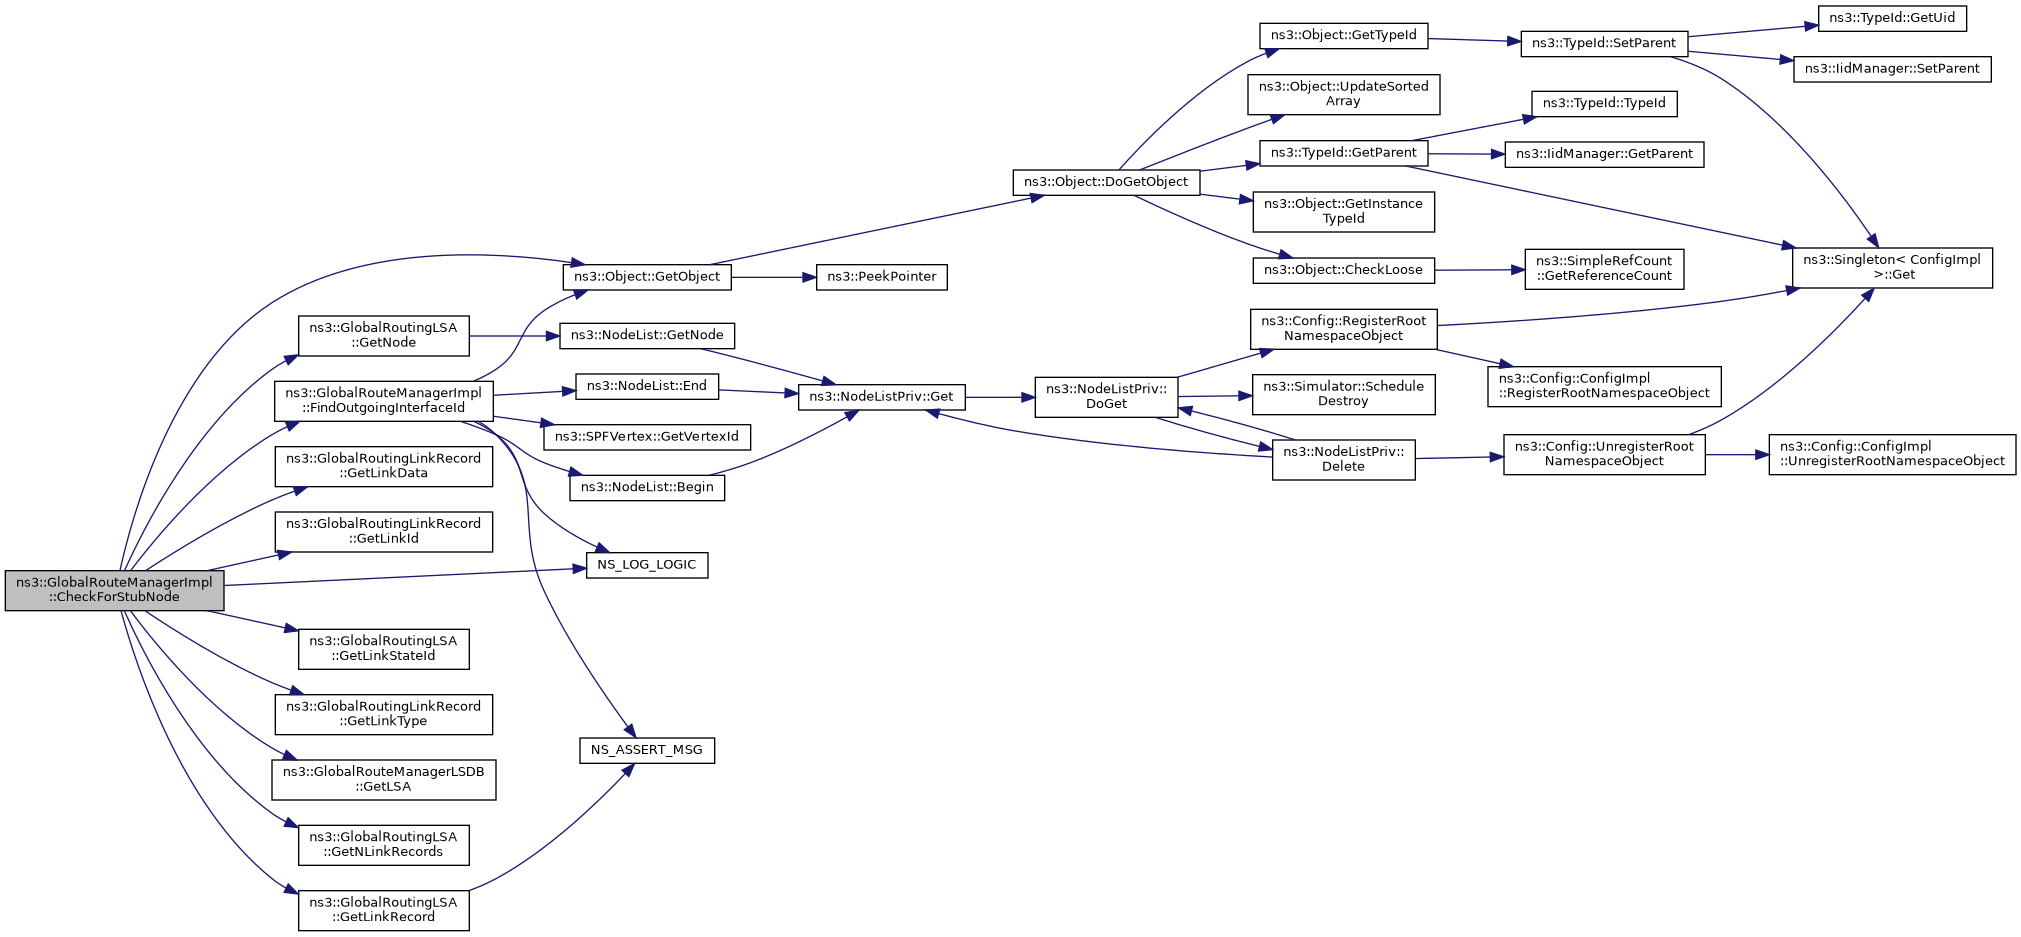 ns3::GlobalRouteManagerImpl
::CheckForStubNode
ns3::Object::GetObject
ns3::GlobalRoutingLSA
::GetNode
ns3::GlobalRouteManagerImpl
::FindOutgoingInterfaceId
ns3::GlobalRoutingLinkRecord
::GetLinkData
ns3::GlobalRoutingLinkRecord
::GetLinkId
NS_LOG_LOGIC
ns3::GlobalRoutingLSA
::GetLinkStateId
ns3::GlobalRoutingLinkRecord
::GetLinkType
ns3::GlobalRouteManagerLSDB
::GetLSA
ns3::GlobalRoutingLSA
::GetNLinkRecords
ns3::GlobalRoutingLSA
::GetLinkRecord
ns3::NodeList::GetNode
ns3::NodeList::End
ns3::SPFVertex::GetVertexId
ns3::NodeList::Begin
NS_ASSERT_MSG
ns3::PeekPointer
ns3::NodeListPriv::Get
ns3::Object::DoGetObject
ns3::NodeListPriv::
DoGet
ns3::Object::GetTypeId
ns3::Object::UpdateSorted
Array
ns3::TypeId::GetParent
ns3::Object::GetInstance
TypeId
ns3::Object::CheckLoose
ns3::Config::RegisterRoot
NamespaceObject
ns3::Simulator::Schedule
Destroy
ns3::NodeListPriv::
Delete
ns3::TypeId::SetParent
ns3::TypeId::TypeId
ns3::IidManager::GetParent
ns3::SimpleRefCount
::GetReferenceCount
ns3::Config::ConfigImpl
::RegisterRootNamespaceObject
ns3::Config::UnregisterRoot
NamespaceObject
ns3::TypeId::GetUid
ns3::IidManager::SetParent
ns3::Singleton< ConfigImpl
>::Get
ns3::Config::ConfigImpl
::UnregisterRootNamespaceObject